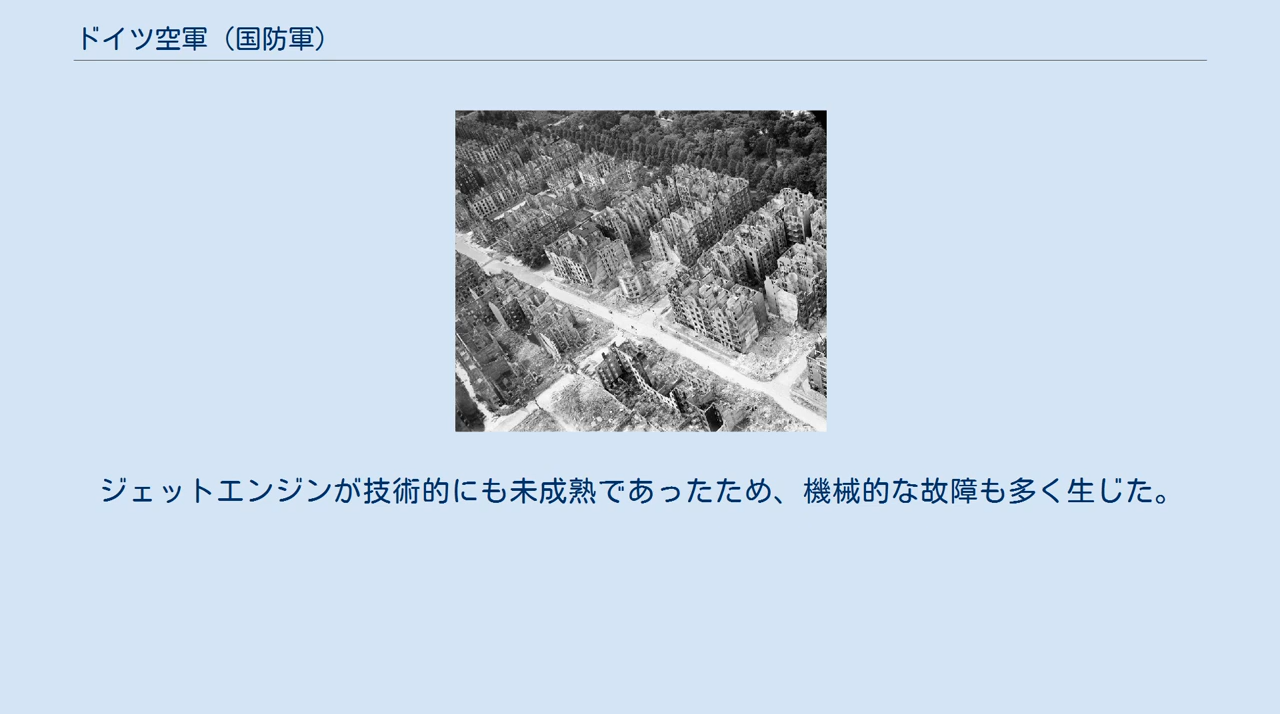 ドイツ空軍（国防軍）
ジェットエンジンが技術的にも未成熟であったため、機械的な故障も多く生じた。